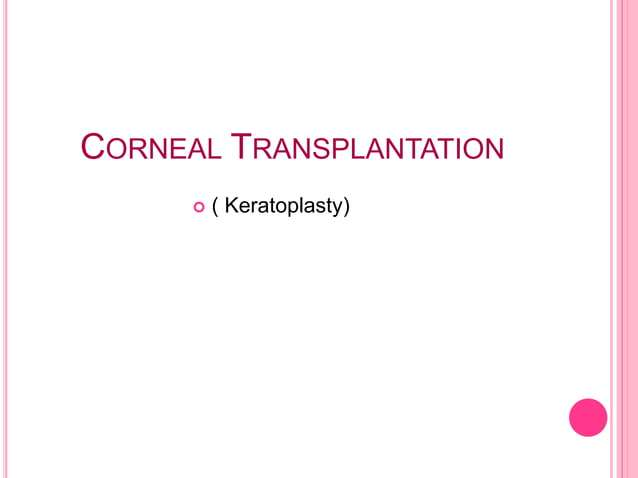 CORNEAL TRANSPLANTATION
( Keratoplasty)